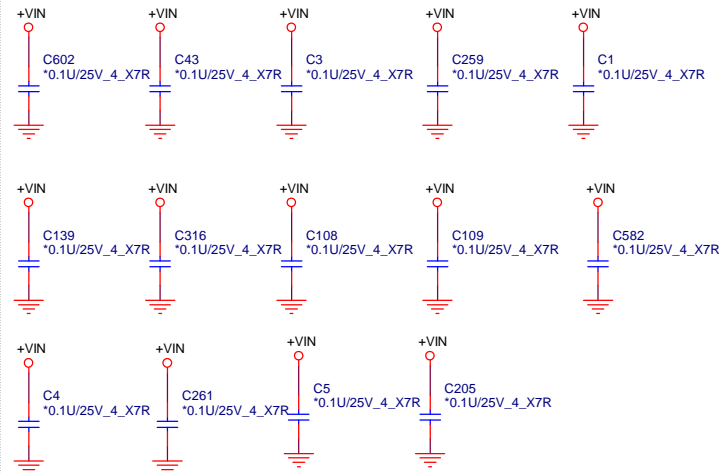 +VIN +VIN +VIN +VIN +VIN
C602 C43 C3 C259 C1
*0.1U/25V_4_X7R *0.1U/25V_4_X7R *0.1U/25V_4_X7R *0.1U/25V_4_X7R *0.1U/25V_4_X7R
+VIN +VIN +VIN +VIN +VIN
C139 C316 C108 C109 C582
*0.1U/25V_4_X7R *0.1U/25V_4_X7R *0.1U/25V_4_X7R *0.1U/25V_4_X7R *0.1U/25V_4_X7R
+VIN +VIN +VIN +VIN
C4 C261 C5 C205
*0.1U/25V_4_X7R *0.1U/25V_4_X7R *0.1U/25V_4_X7R *0.1U/25V_4_X7R